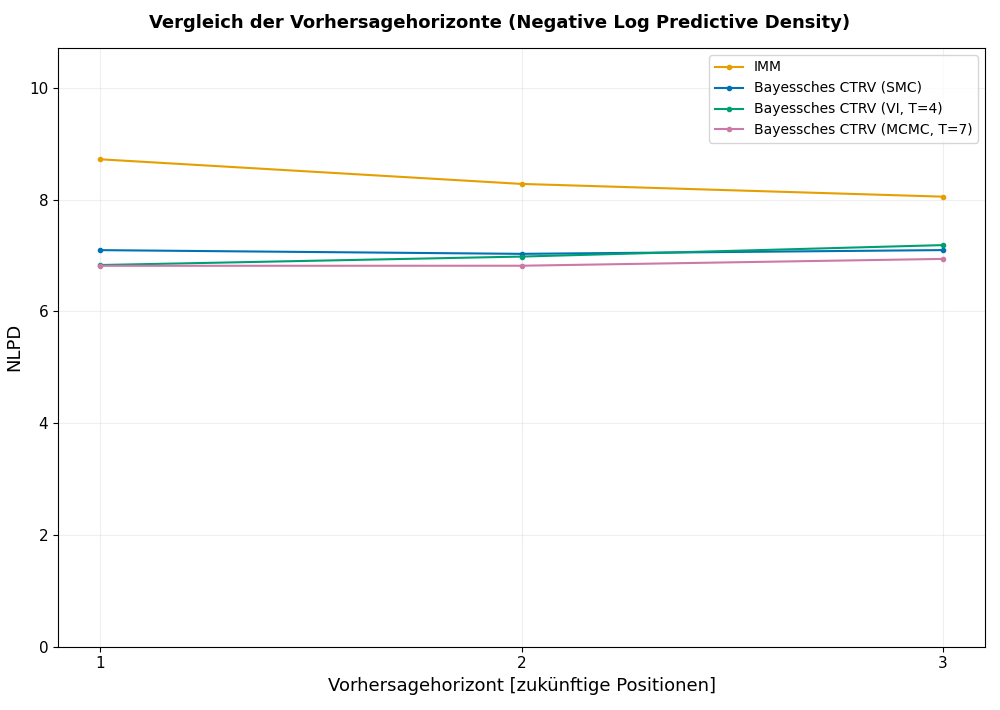 Vergleich der Vorhersagehorizonte (Negative Log Predictive Density)
IMM
Bayessches CTRV (SMC)
Bayessches CTRV (VI, T=4)
Bayessches CTRV (MCMC, T=7)
NLPD
10
8
6
4
2
0
1
2
3
Vorhersagehorizont [zukünftige Positionen]